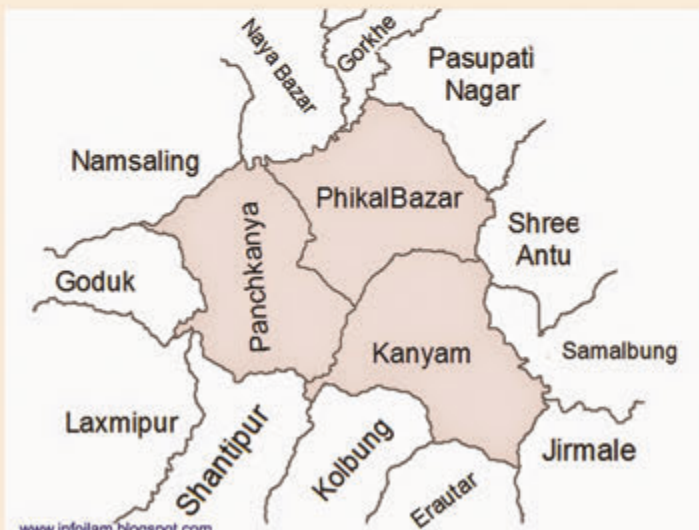 Naya Bazar
Gorkhe
Pasupati
Nagar
Namsaling
PhikalBazar
Panchkanya
Shree
Antu
Goduk
Kanyam
Samalbung
Laxmipur
Shantipur
Kolbung
Jirmale
Erautar
www.infoilam.blogspot.com